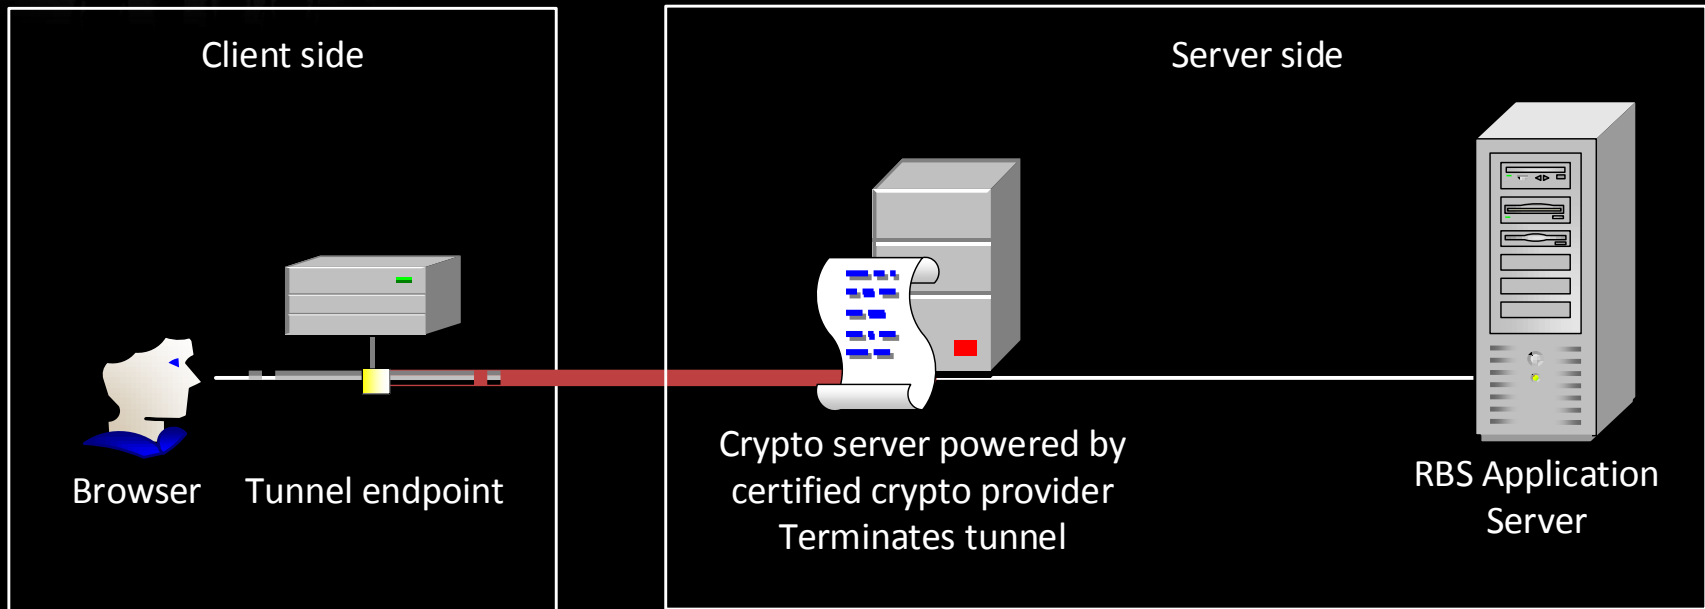 Client side
Server side
Browser
Tunnel endpoint
Crypto server powered by
certified crypto provider
Terminates tunnel
RBS Application
Server